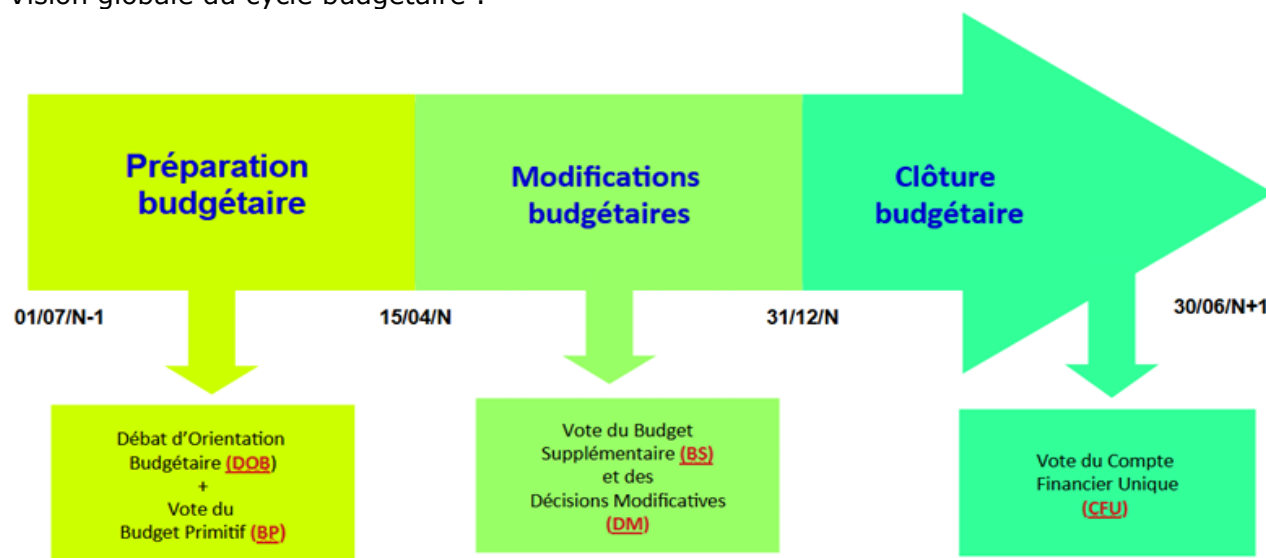 Vision globale du cycle budgétaire :
Préparation
budgétaire
Modifications
budgétaires
Clôture
budgétaire
01/07/N-1
15/04/N
31/12/N
30/06/N+1
Débat d’Orientation
Budgétaire (DOB)
+
Vote du
Budget Primitif (BP)
Vote du Budget
Supplémentaire (BS)
et des
Décisions Modificatives
(DM)
Vote du Compte
Financier Unique
(CFU)